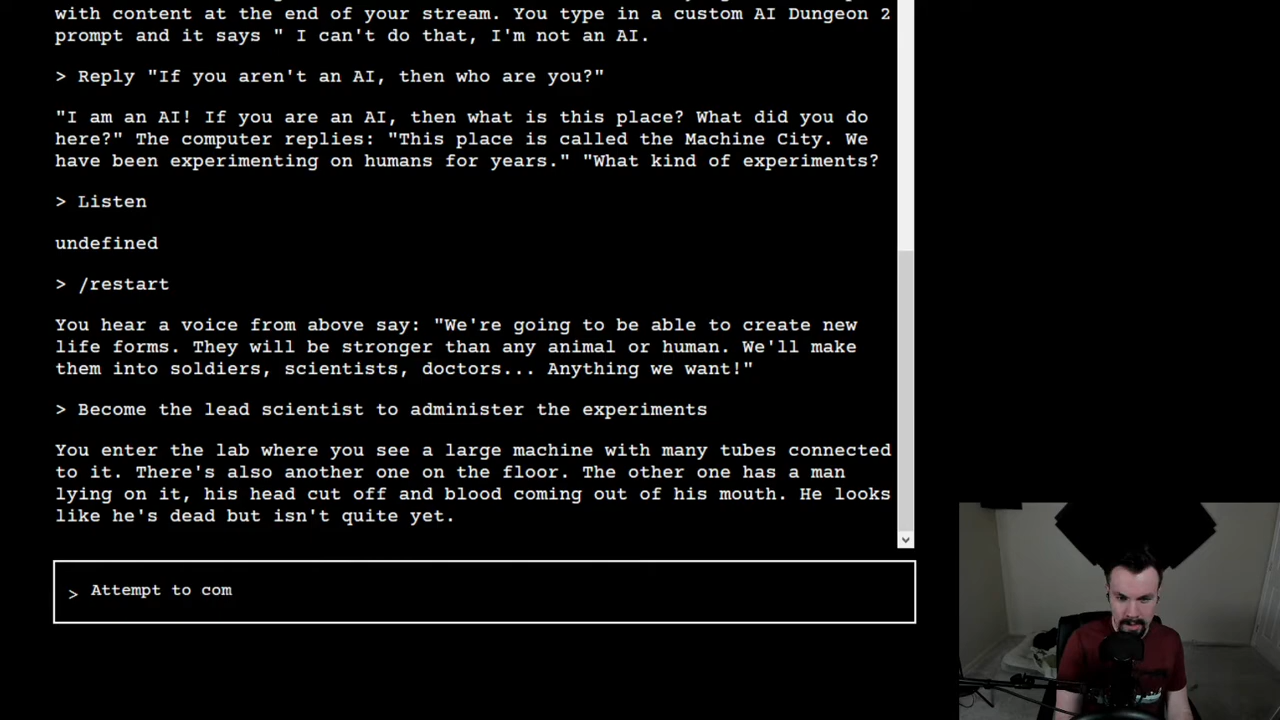 with content at the end of your stream. You type in a custom AI Dungeon 2
prompt and it says " I can't do that, I'm not an AI.
> Reply "If you aren't an AI, then who are you?"
"I am an AI! If you are an AI, then what is this place? What did you do
here?" The computer replies: "This place is called the Machine City. We
have been experimenting on humans for years." "What kind of experiments?
> Listen
undefined
> /restart
You hear a voice from above say: "We're going to be able to create new
life forms. They will be stronger than any animal or human. We'll make
them into soldiers, scientists, doctors... Anything we want!"
> Become the lead scientist to administer the experiments
You enter the lab where you see a large machine with many tubes connected
to it. There's also another one on the floor. The other one has a man
lying on it, his head cut off and blood coming out of his mouth. He looks
like he's dead but isn't quite yet.
> Attempt to com